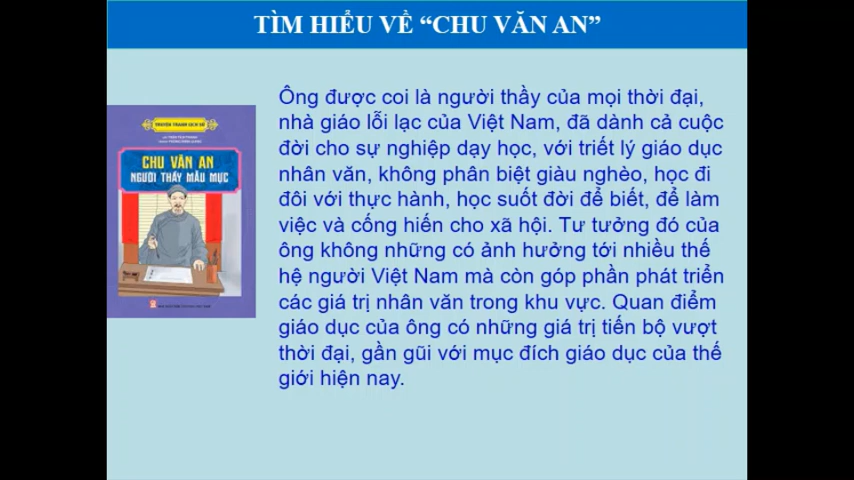 TÌM HIỂU VỀ “CHU VĂN AN”
TRUYỆN TRANH LỊCH SỬ
CHU VĂN AN
NGƯỜI THẦY MẪU MỰC
Ông được coi là người thầy của mọi thời đại,
nhà giáo lỗi lạc của Việt Nam, đã dành cả cuộc
đời cho sự nghiệp dạy học, với triết lý giáo dục
nhân văn, không phân biệt giàu nghèo, học đi
đôi với thực hành, học suốt đời để biết, để làm
việc và cống hiến cho xã hội. Tư tưởng đó của
ông không những có ảnh hưởng tới nhiều thế
hệ người Việt Nam mà còn góp phần phát triển
các giá trị nhân văn trong khu vực. Quan điểm
giáo dục của ông có những giá trị tiến bộ vượt
thời đại, gần gũi với mục đích giáo dục của thế
giới hiện nay.